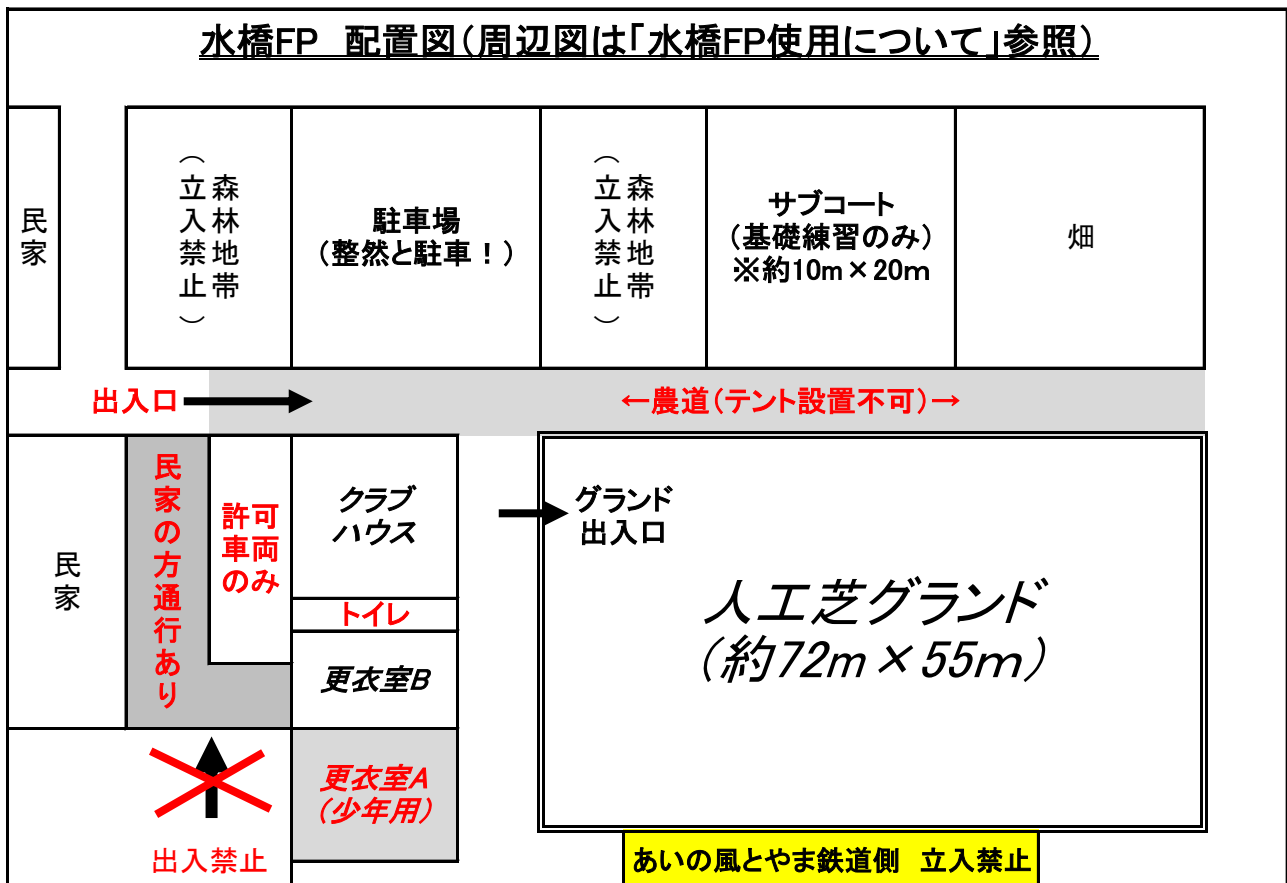 水橋FP　配置図（周辺図は「水橋FP使用について」参照）
民家
森林地帯
（立入禁止）
駐車場
（整然と駐車！）
森林地帯
（立入禁止）
サブコート
（基礎練習のみ）
※約10m×20ｍ
畑
出入口
←農道（テント設置不可）→
民家
民家の方通行あり
許可
車両
のみ
クラブ
ハウス
トイレ
更衣室B
更衣室A
（少年用）
グランド
出入口
人工芝グランド
（約72m×55ｍ）
出入禁止
あいの風とやま鉄道側　立入禁止